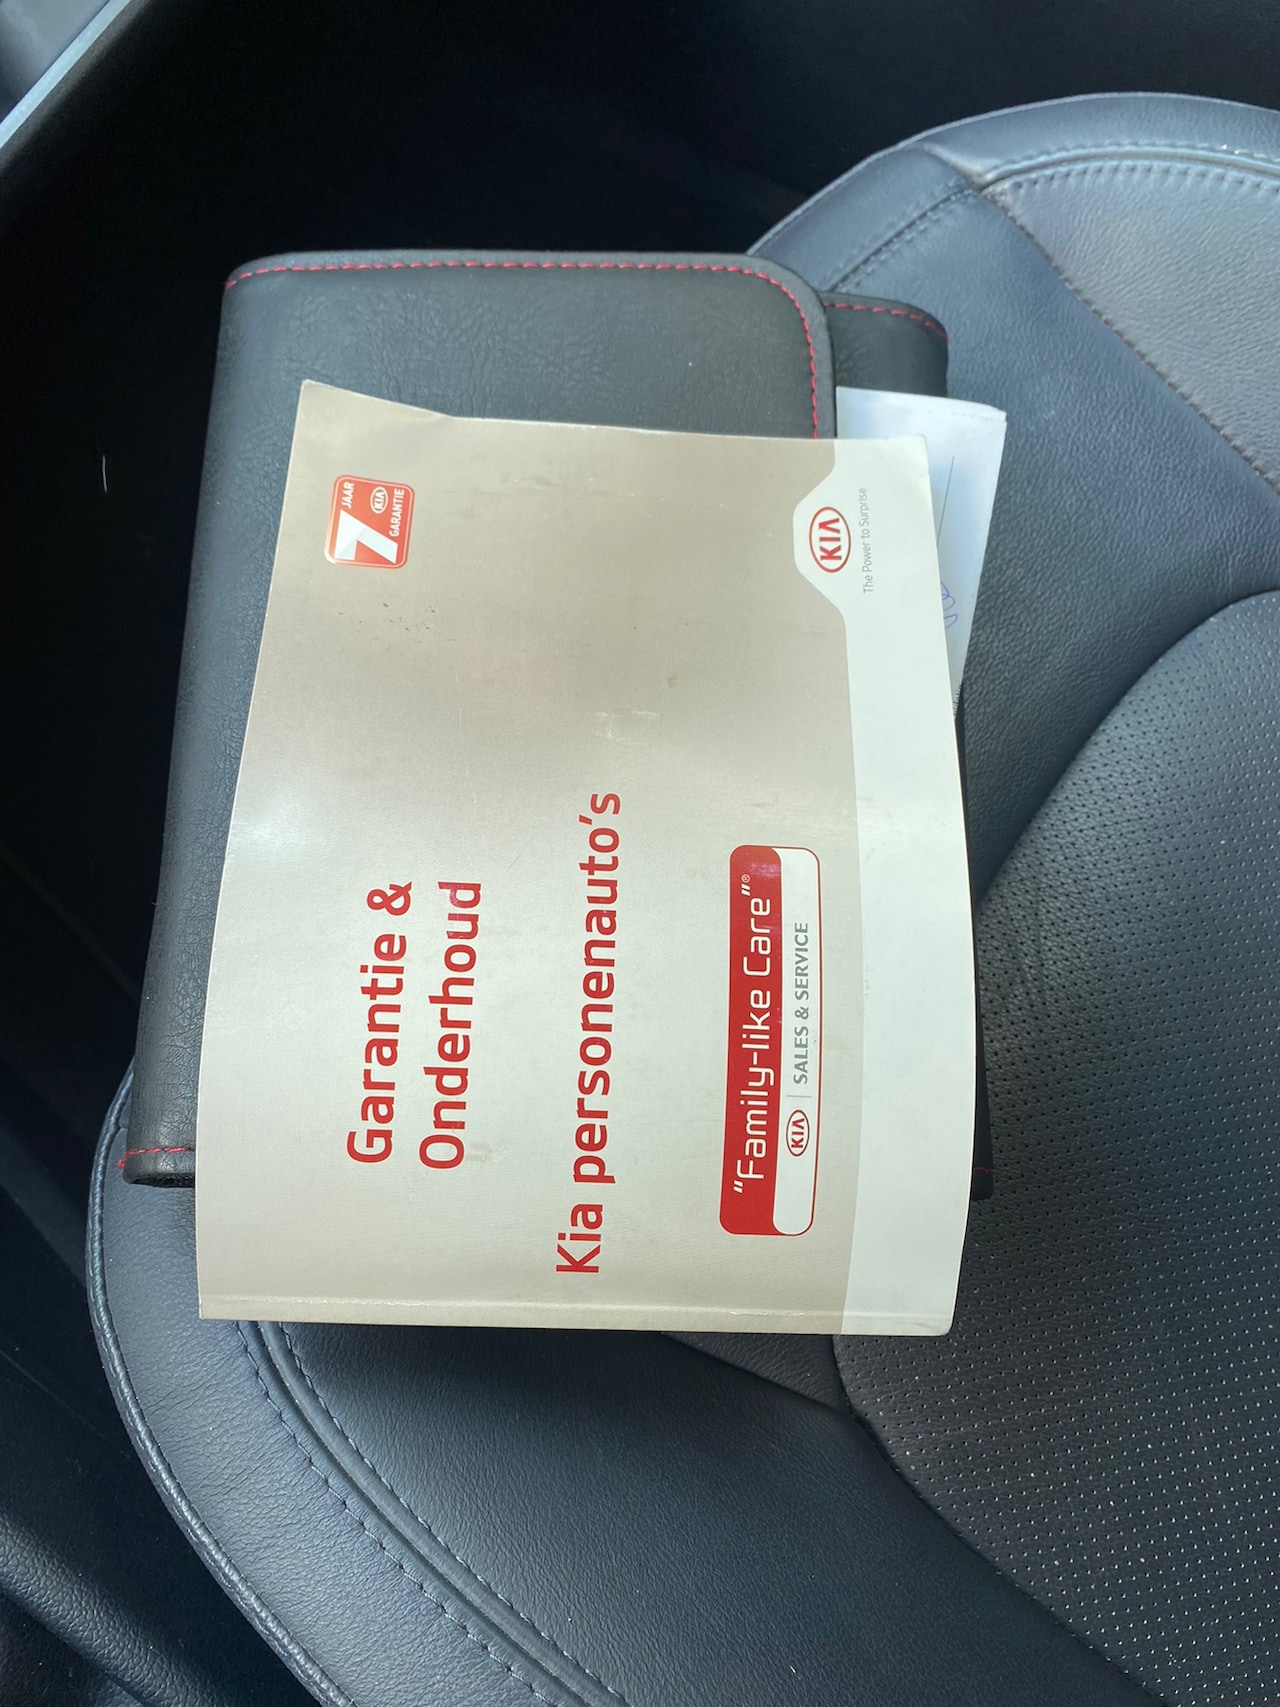 7 JAAR
KIA
GARANTIE
Garantie &
Onderhoud
Kia personenauto's
"Family-like Care"®
KIA | SALES & SERVICE
KIA
The Power to Surprise